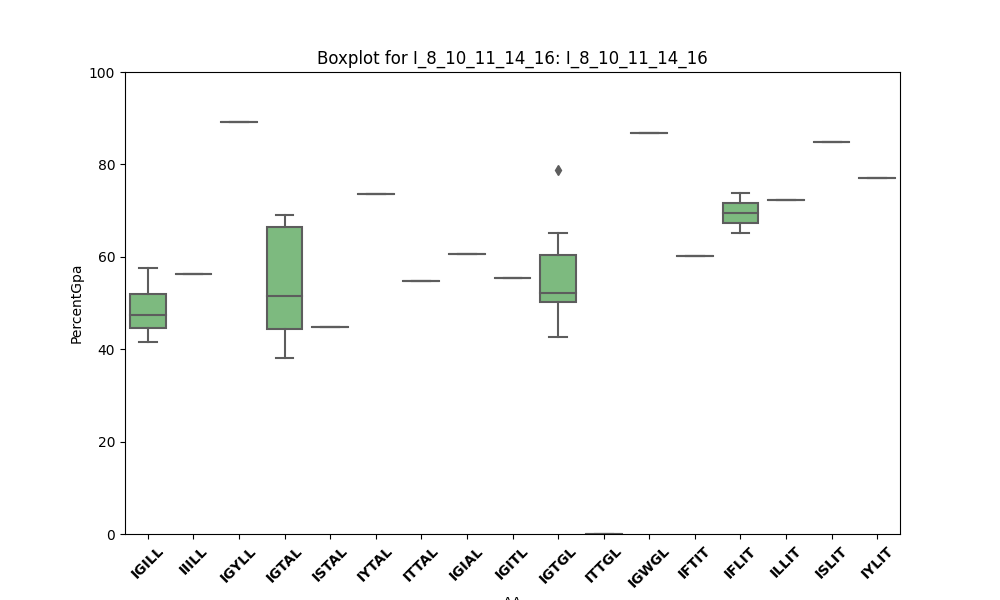 Boxplot for I_8_10_11_14_16: I_8_10_11_14_16
PercentGpa
100
80
60
40
20
0
IGILL
IIILL
IGYLL
IGTAL
ISTAL
IYTAL
ITTAL
IGIAL
IGITL
IGTGL
ITTGL
IGWGL
IFTIT
IFLIT
ILLIT
ISLIT
IYLIT